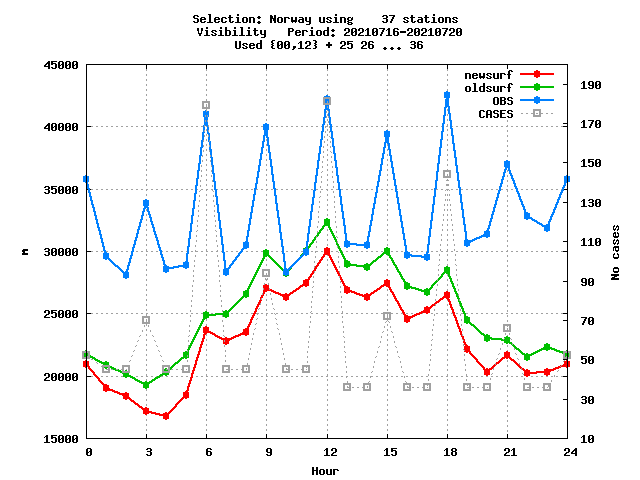 Selection: Norway using    37 stations
Visibility   Period: 20210716-20210720
Used {00,12} + 25 26 ... 36
newsurf
oldsurf
OBS
CASES
45000
40000
35000
30000
25000
20000
15000
m
190
170
150
130
110
90
70
50
30
10
No cases
0 3 6 9 12 15 18 21 24
Hour